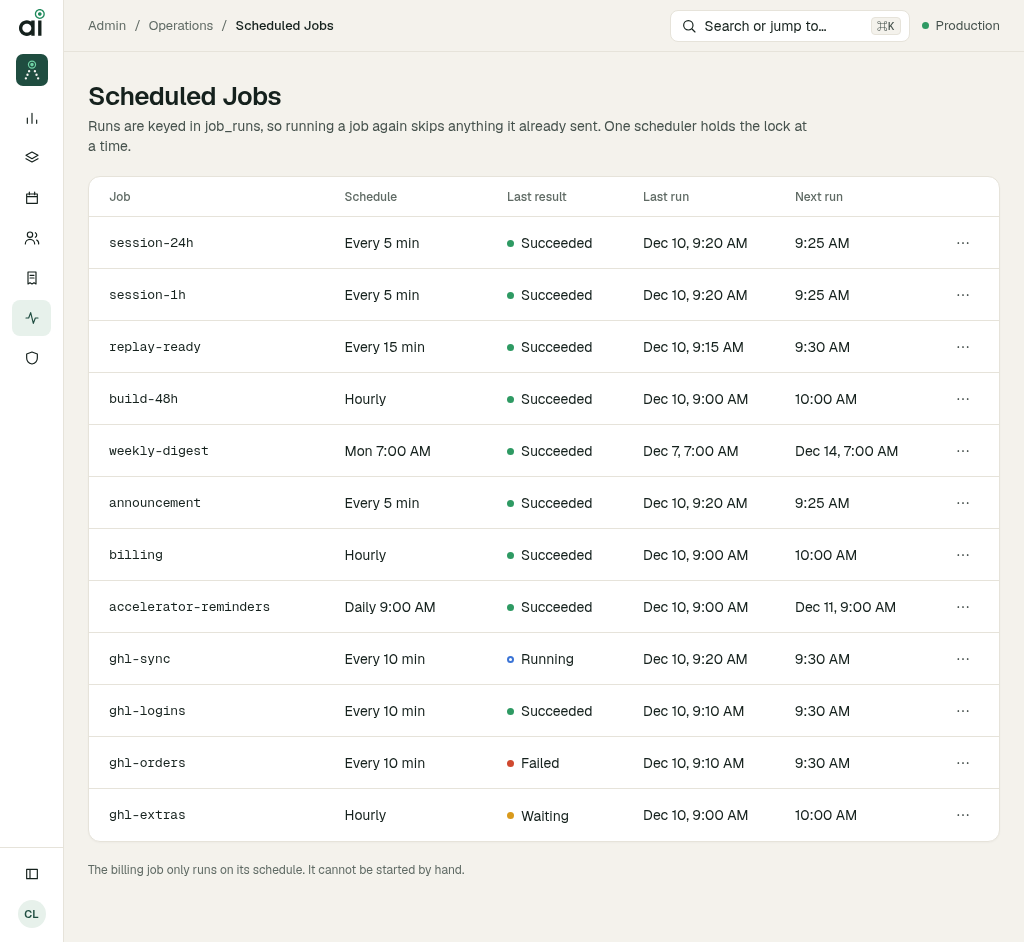 ai
Admin / Operations / Scheduled Jobs
Search or jump to... ⌘K
Production
Scheduled Jobs
Runs are keyed in job_runs, so running a job again skips anything it already sent. One scheduler holds the lock at
a time.
Job Schedule Last result Last run Next run
session-24h Every 5 min Succeeded Dec 10, 9:20 AM 9:25 AM ...
session-1h Every 5 min Succeeded Dec 10, 9:20 AM 9:25 AM ...
replay-ready Every 15 min Succeeded Dec 10, 9:15 AM 9:30 AM ...
build-48h Hourly Succeeded Dec 10, 9:00 AM 10:00 AM ...
weekly-digest Mon 7:00 AM Succeeded Dec 7, 7:00 AM Dec 14, 7:00 AM ...
announcement Every 5 min Succeeded Dec 10, 9:20 AM 9:25 AM ...
billing Hourly Succeeded Dec 10, 9:00 AM 10:00 AM ...
accelerator-reminders Daily 9:00 AM Succeeded Dec 10, 9:00 AM Dec 11, 9:00 AM ...
ghl-sync Every 10 min Running Dec 10, 9:20 AM 9:30 AM ...
ghl-logins Every 10 min Succeeded Dec 10, 9:10 AM 9:30 AM ...
ghl-orders Every 10 min Failed Dec 10, 9:10 AM 9:30 AM ...
ghl-extras Hourly Waiting Dec 10, 9:00 AM 10:00 AM ...
The billing job only runs on its schedule. It cannot be started by hand.
CL